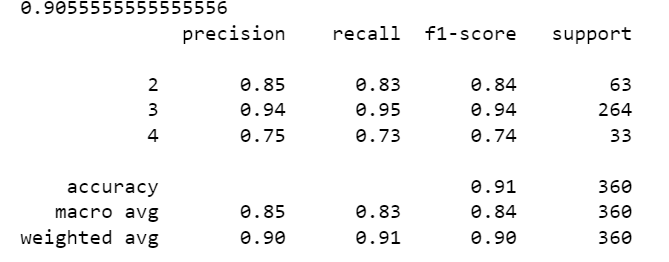 0.9055555555555556
precision recall f1-score support
2 0.85 0.83 0.84 63
3 0.94 0.95 0.94 264
4 0.75 0.73 0.74 33
accuracy 0.91 360
macro avg 0.85 0.83 0.84 360
weighted avg 0.90 0.91 0.90 360